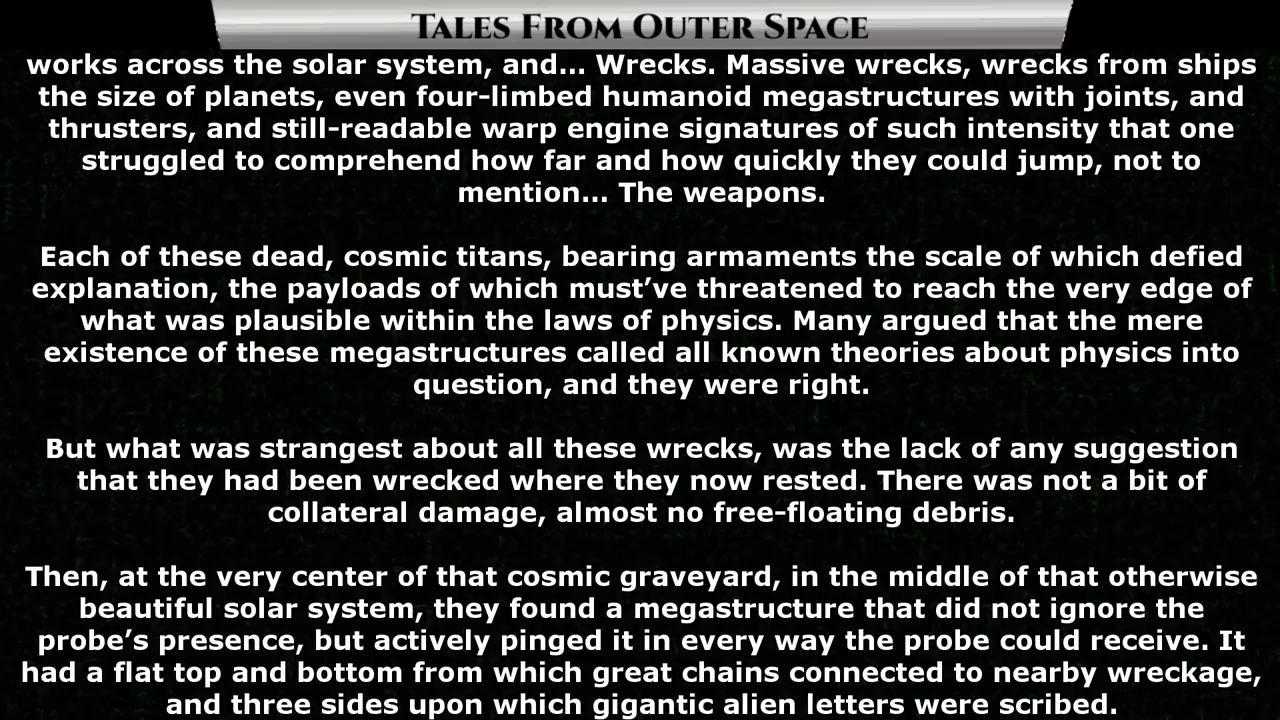 Tales From Outer Space
works across the solar system, and... Wrecks. Massive wrecks, wrecks from ships
the size of planets, even four-limbed humanoid megastructures with joints, and
thrusters, and still-readable warp engine signatures of such intensity that one
struggled to comprehend how far and how quickly they could jump, not to
mention... The weapons.
Each of these dead, cosmic titans, bearing armaments the scale of which defied
explanation, the payloads of which must’ve threatened to reach the very edge of
what was plausible within the laws of physics. Many argued that the mere
existence of these megastructures called all known theories about physics into
question, and they were right.
But what was strangest about all these wrecks, was the lack of any suggestion
that they had been wrecked where they now rested. There was not a bit of
collateral damage, almost no free-floating debris.
Then, at the very center of that cosmic graveyard, in the middle of that otherwise
beautiful solar system, they found a megastructure that did not ignore the
probe’s presence, but actively pinged it in every way the probe could receive. It
had a flat top and bottom from which great chains connected to nearby wreckage,
and three sides upon which gigantic alien letters were scribed.